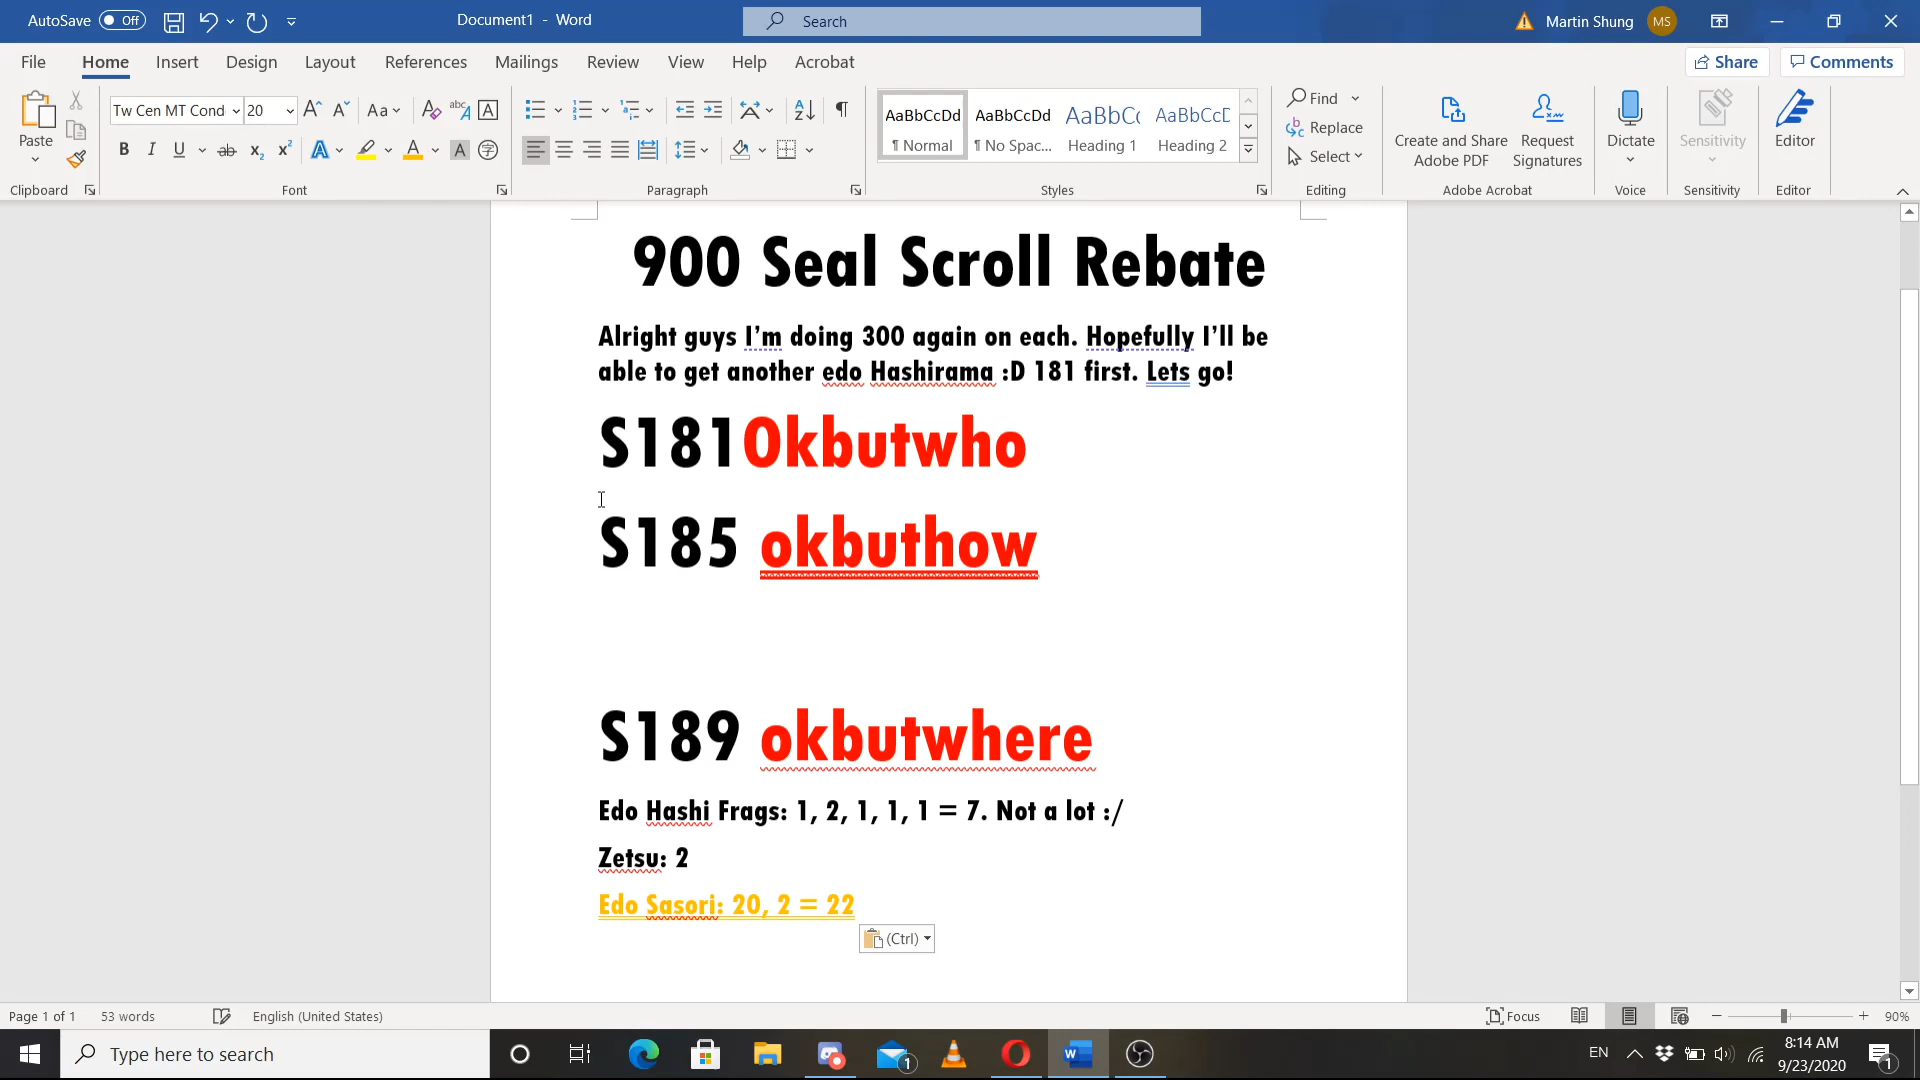 AutoSave Off Document1 - Word Search Martin Shung MS
File Home Insert Design Layout References Mailings Review View Help Acrobat Share Comments
Paste Tw Cen MT Cond 20 Aa A
AaBbCcDd AaBbCcDd AaBbC( AaBbCcD
¶ Normal ¶ No Spac... Heading 1 Heading 2
Find
Replace
Select
Create and Share Adobe PDF
Request Signatures
Dictate
Sensitivity
Editor
Clipboard Font Paragraph Styles Editing Adobe Acrobat Voice Sensitivity Editor
900 Seal Scroll Rebate
Alright guys I'm doing 300 again on each. Hopefully I'll be
able to get another edo Hashirama :D 181 first. Lets go!
S181Okbutwho
S185 okbuthow
S189 okbutwhere
Edo Hashi Frags: 1, 2, 1, 1, 1 = 7. Not a lot :/
Zetsu: 2
Edo Sasori: 20, 2 = 22
(Ctrl)
Page 1 of 1 53 words English (United States) Focus 90%
Type here to search 1 EN 8:14 AM
9/23/2020 1